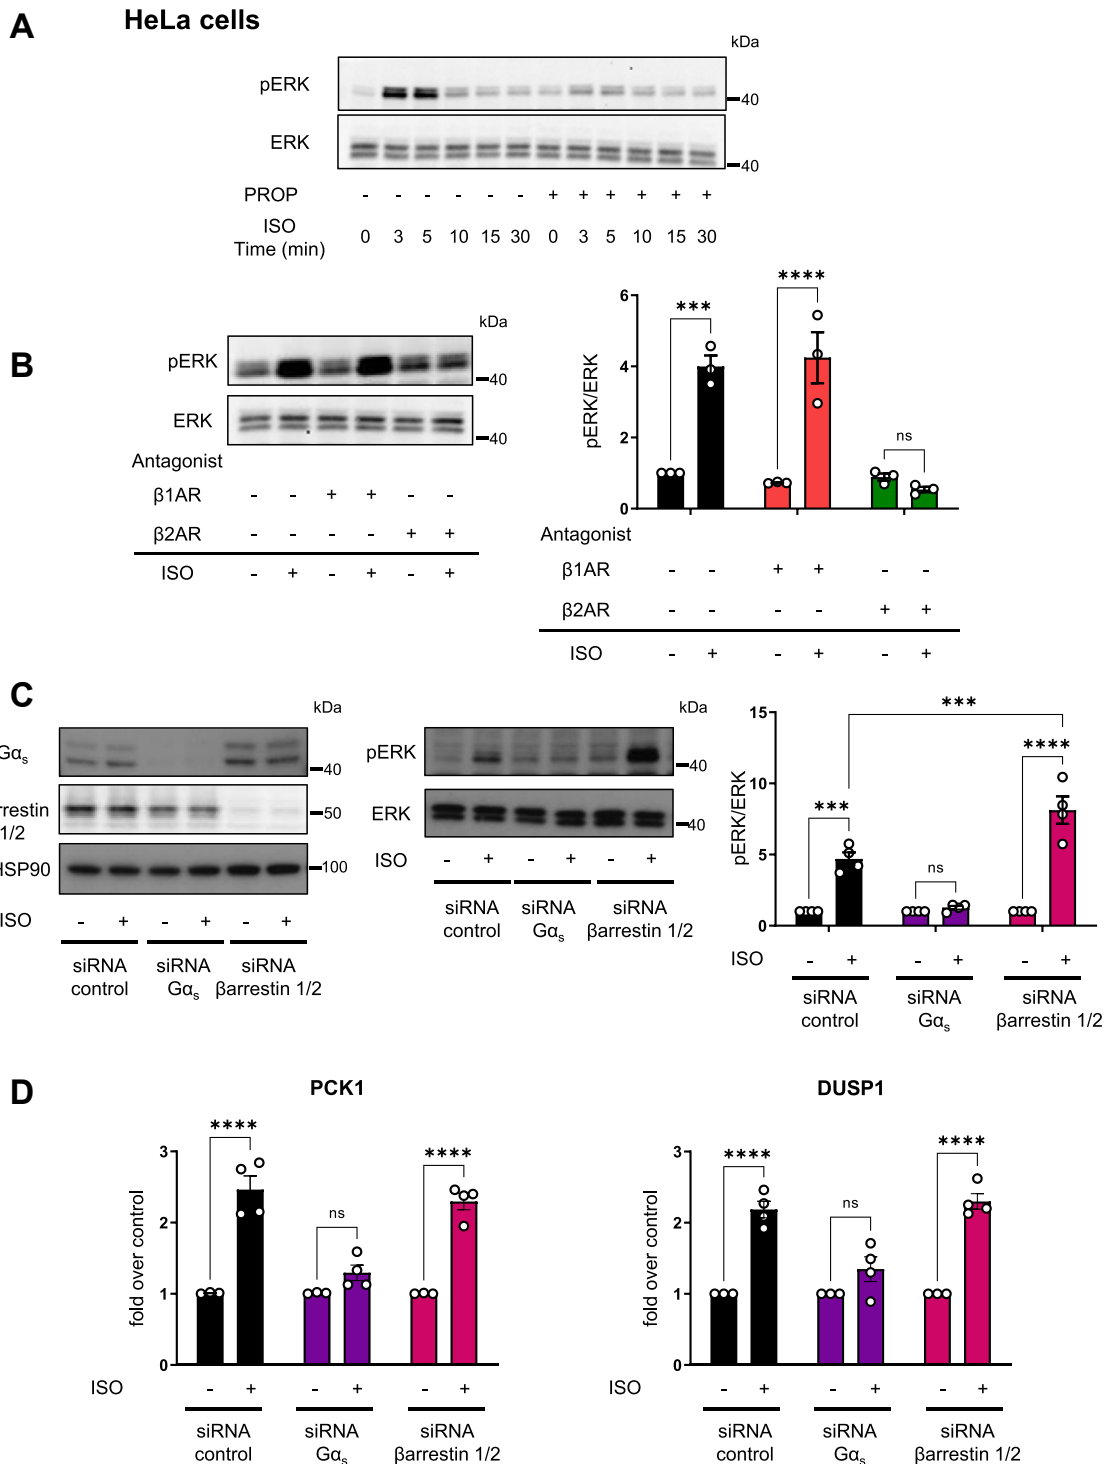 A
HeLa cells
kDa
pERK
40
ERK
40
PROP - - - - - - + + + + + +
ISO
Time (min) 0 3 5 10 15 30 0 3 5 10 15 30
B
kDa
pERK
40
ERK
40
Antagonist
β1AR - - + + - -
β2AR - - - - + +
ISO - + - + - +
pERK/ERK
6
4
2
0
***
****
ns
Antagonist
β1AR - - + + - -
β2AR - - - - + +
ISO - + - + - +
C
kDa
Gαs
40
rrestin
1/2
50
HSP90
100
ISO - + - + - +
siRNA control
siRNA Gαs
siRNA βarrestin 1/2
kDa
pERK
40
ERK
40
ISO - + - + - +
siRNA control
siRNA Gαs
siRNA βarrestin 1/2
pERK/ERK
15
10
5
0
***
ns
****
***
ISO - + - + - +
siRNA control
siRNA Gαs
siRNA βarrestin 1/2
D
PCK1
fold over control
3
2
1
0
****
ns
****
ISO - + - + - +
siRNA control
siRNA Gαs
siRNA βarrestin 1/2
DUSP1
fold over control
3
2
1
0
****
ns
****
ISO - + - + - +
siRNA control
siRNA Gαs
siRNA βarrestin 1/2